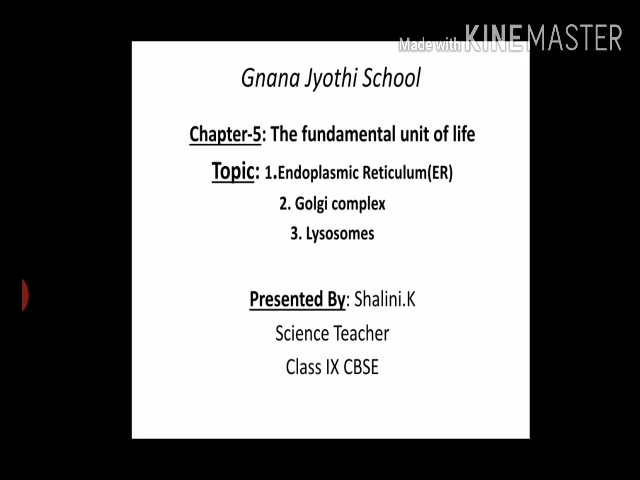 Made with KINEMASTER
Gnana Jyothi School
Chapter-5: The fundamental unit of life
Topic: 1.Endoplasmic Reticulum(ER)
2. Golgi complex
3. Lysosomes
Presented By: Shalini.K
Science Teacher
Class IX CBSE